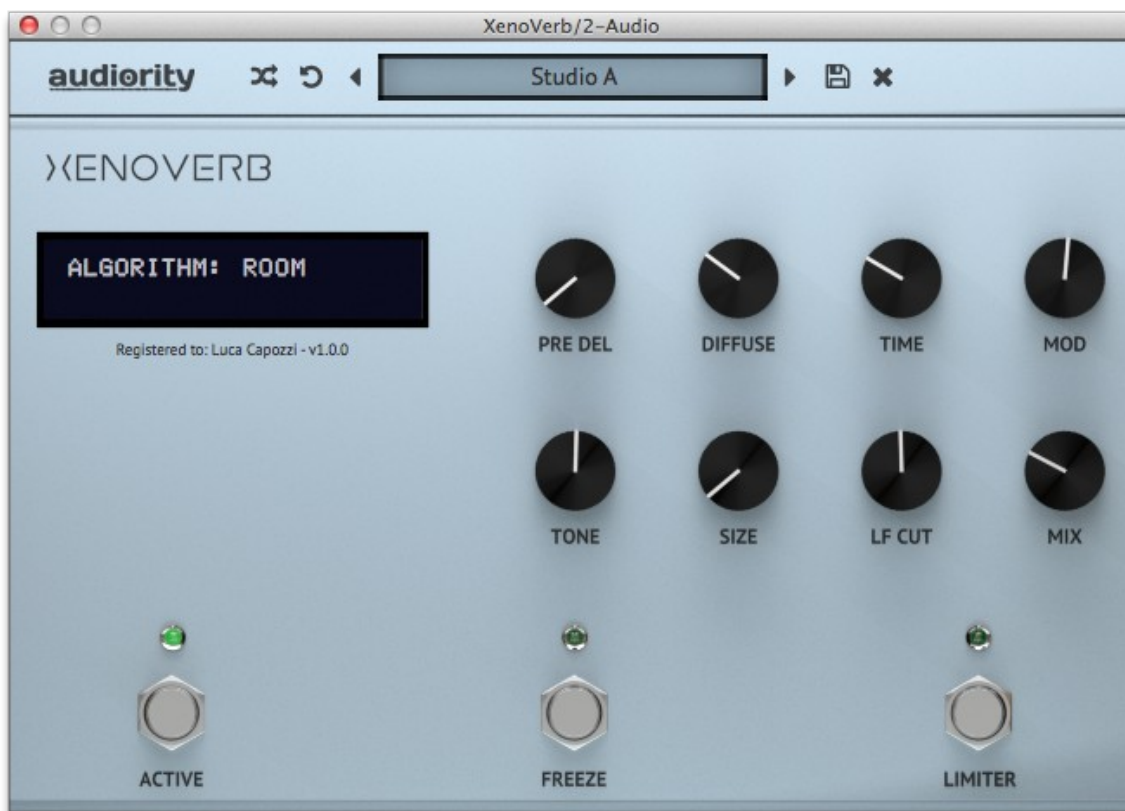 XenoVerb/2-Audio
audiority
Studio A
XENOVERB
ALGORITHM: ROOM
Registered to: Luca Capozzi - v1.0.0
PRE DEL
DIFFUSE
TIME
MOD
TONE
SIZE
LF CUT
MIX
ACTIVE
FREEZE
LIMITER